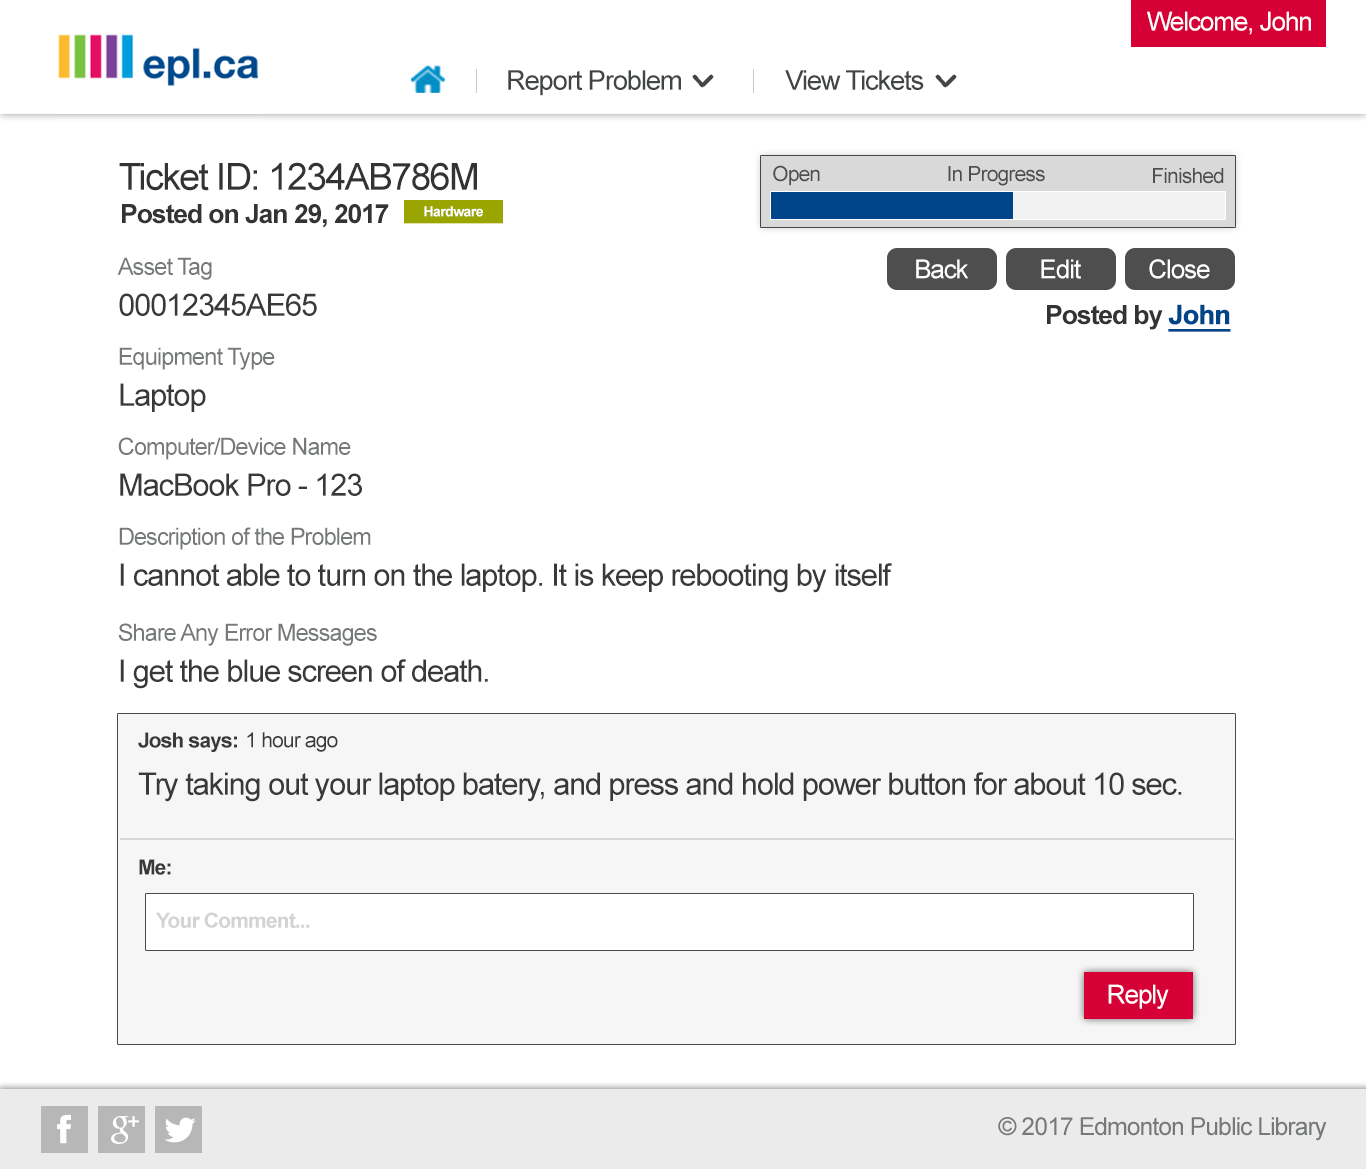 Welcome, John
epl.ca
Report Problem
View Tickets
Ticket ID: 1234AB786M
Posted on Jan 29, 2017
Hardware
Open
In Progress
Finished
Back
Edit
Close
Posted by John
Asset Tag
00012345AE65
Equipment Type
Laptop
Computer/Device Name
MacBook Pro - 123
Description of the Problem
I cannot able to turn on the laptop. It is keep rebooting by itself
Share Any Error Messages
I get the blue screen of death.
Josh says: 1 hour ago
Try taking out your laptop batery, and press and hold power button for about 10 sec.
Me:
Your Comment...
Reply
f
g+
© 2017 Edmonton Public Library